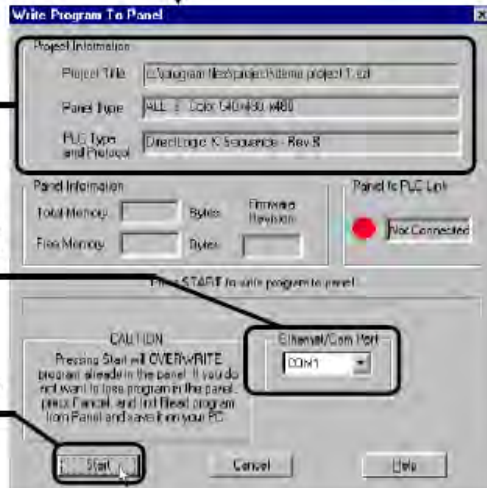 Write Program To Panel
Project Information
Project Title c:\program files\project\demo project 1.ezt
Panel Type Color
PLC Type and Protocol DirectLogic K Sequence - Rev B
Panel Information
Total Memory Bytes
Firmware Revision
Free Memory Bytes
Panel to PLC Link
Not Connected
Press START to write program to panel
CAUTION
Pressing Start will OVERWRITE
program already in the panel. If you do
not want to lose program in the panel,
press Cancel, and first Read program
from Panel and save it on your PC.
Ethernet/Com Port
COM1
Start
Cancel
Help